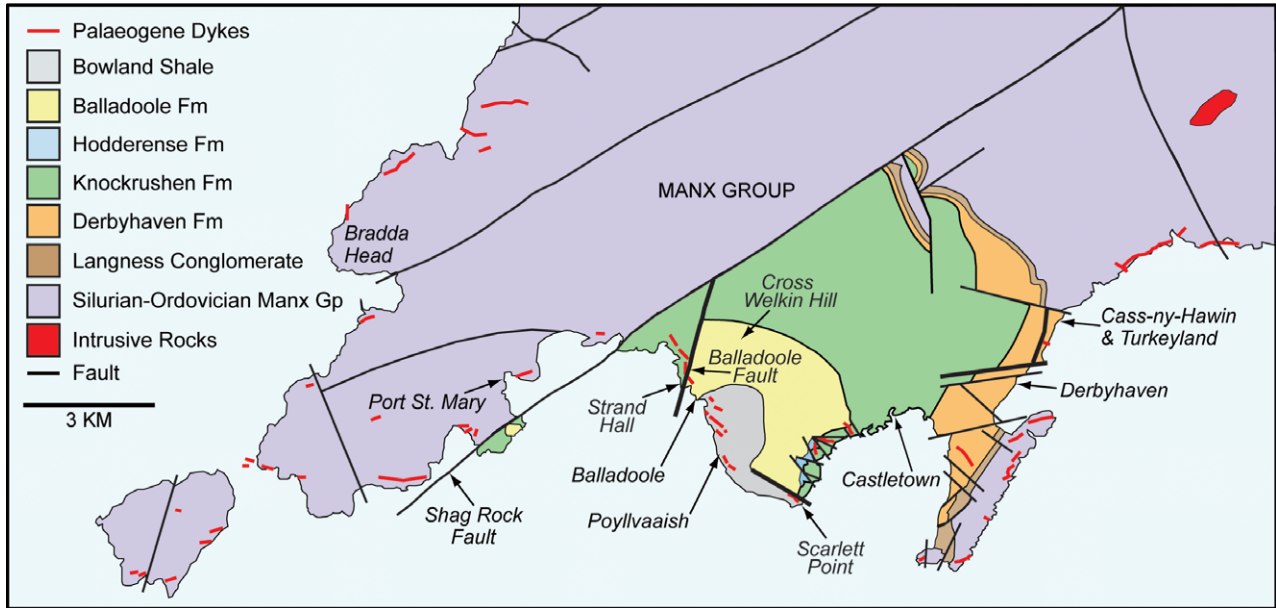 Palaeogene Dykes
Bowland Shale
Balladoole Fm
Hodderense Fm
Knockrushen Fm
Derbyhaven Fm
Langness Conglomerate
Silurian-Ordovician Manx Gp
Intrusive Rocks
Fault
3 KM
MANX GROUP
Bradda
Head
Cross
Welkin Hill
Cass-ny-Hawin
& Turkeyland
Balladoole
Fault
Derbyhaven
Port St. Mary
Strand
Hall
Balladoole
Castletown
Poyllvaaish
Shag Rock
Fault
Scarlett
Point